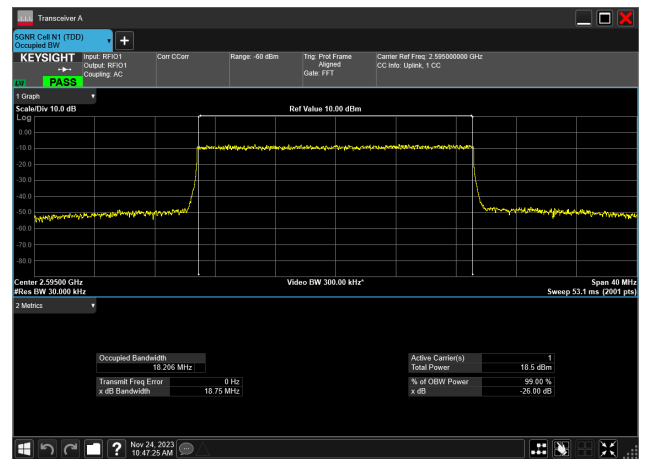 Transceiver A
5GNR Cell N1 (TDD)
Occupied BW
KEYSIGHT
LXI
PASS
Input: RFIO1
Output: RFIO1
Coupling: AC
Corr CCorr
Range: -60 dBm
Trig: Prot Frame
Aligned
Gate: FFT
Carrier Ref Freq: 2.595000000 GHz
CC Info: Uplink, 1 CC
1 Graph
Scale/Div 10.0 dB
Ref Value 10.00 dBm
Log
0.00
-10.0
-20.0
-30.0
-40.0
-50.0
-60.0
-70.0
-80.0
Center 2.59500 GHz
Video BW 300.00 kHz*
Span 40 MHz
#Res BW 30.000 kHz
Sweep 53.1 ms (2001 pts)
2 Metrics
Occupied Bandwidth
18.206 MHz
Transmit Freq Error 0 Hz
x dB Bandwidth 18.75 MHz
Active Carrier(s) 1
Total Power 18.5 dBm
% of OBW Power 99.00 %
x dB -26.00 dB
Nov 24, 2023
10:47:25 AM